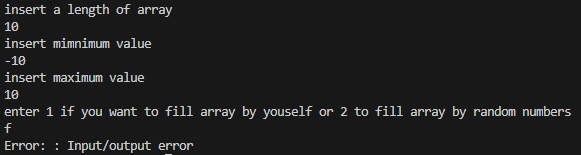 insert a length of array
10
insert mimnimum value
-10
insert maximum value
10
enter 1 if you want to fill array by youself or 2 to fill array by random numbers
f
Error: : Input/output error